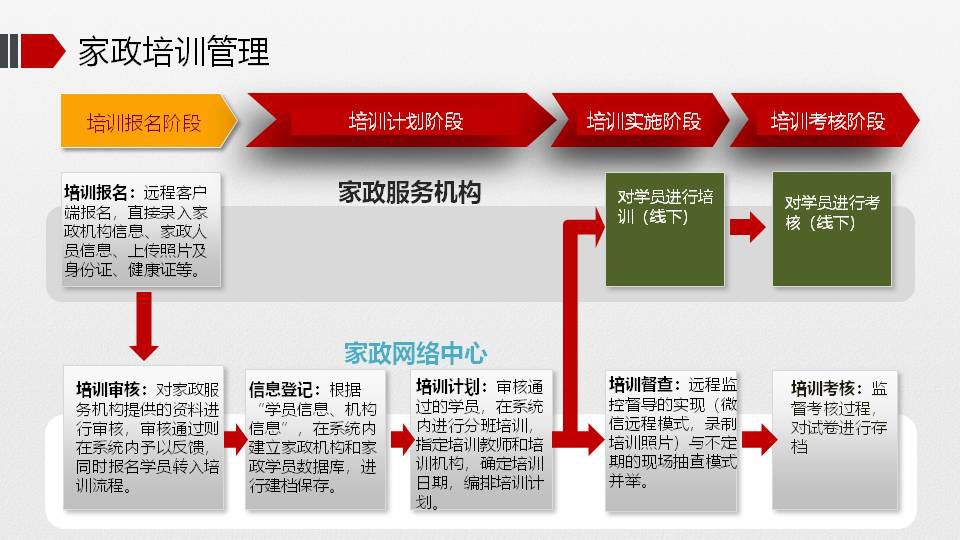 家政培训管理
培训报名阶段
培训计划阶段
培训实施阶段
培训考核阶段
家政服务机构
培训报名：远程客户
端报名，直接录入家
政机构信息、家政人
员信息、上传照片及
身份证、健康证等。
对学员进行培
训（线下）
对学员进行考
核（线下）
家政网络中心
培训审核：对家政服
务机构提供的资料进
行审核，审核通过则
在系统内予以反馈，
同时报名学员转入培
训流程。
信息登记：根据
“学员信息、机构
信息”，在系统内
建立家政机构和家
政学员数据库，进
行建档保存。
培训计划：审核通
过的学员，在系统
内进行分班培训，
指定培训教师和培
训机构，确定培训
日期，编排培训计
划。
培训督查：远程监
控督导的实现（微
信远程模式，录制
培训照片）与不定
期的现场抽查模式
并举。
培训考核：监
督考核过程，
对试卷进行存
档